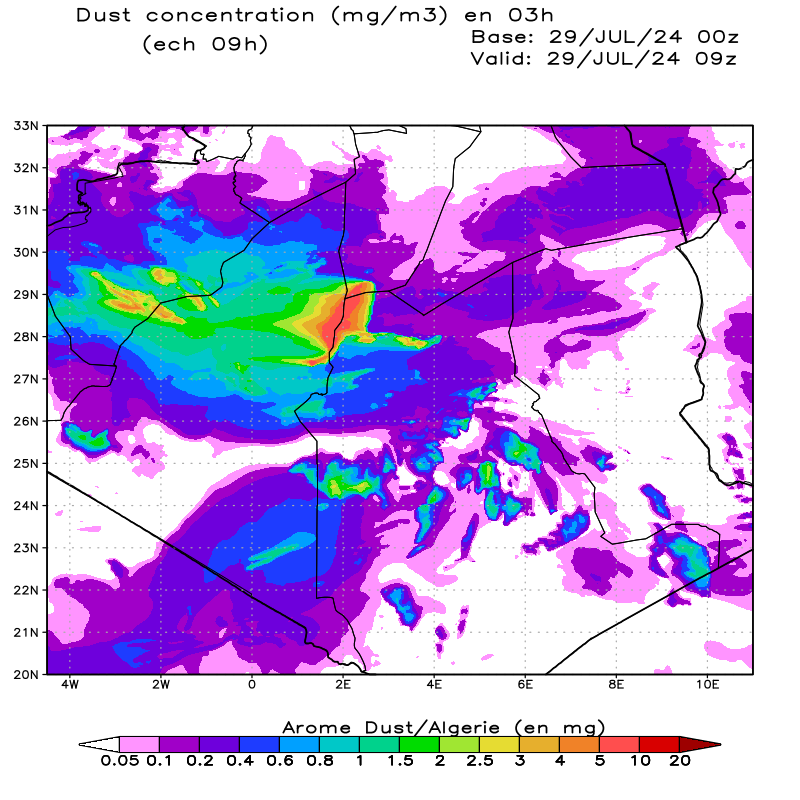 Dust concentration (mg/m3) en 03h
(ech 09h)
Base: 29/JUL/24 00z
Valid: 29/JUL/24 09z
33N
32N
31N
30N
29N
28N
27N
26N
25N
24N
23N
22N
21N
20N
4W 2W 0 2E 4E 6E 8E 10E
Arome Dust/Algerie (en mg)
0.05 0.1 0.2 0.4 0.6 0.8 1 1.5 2 2.5 3 4 5 10 20